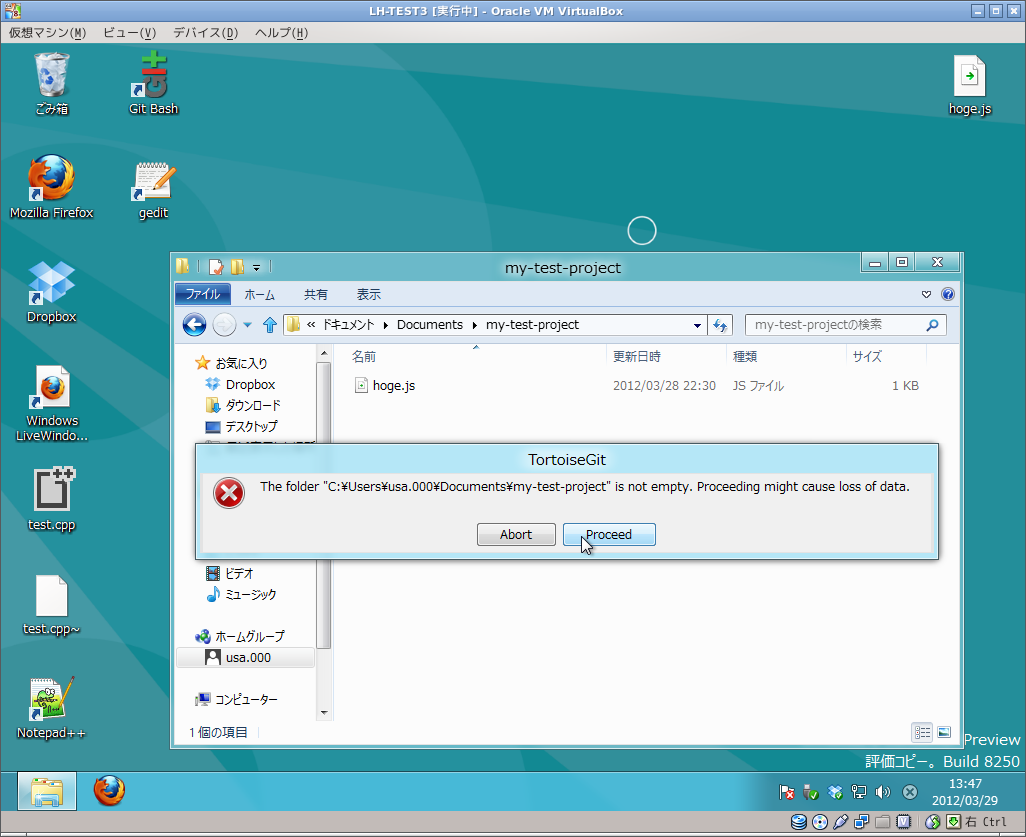 LH-TEST3 [実行中] - Oracle VM VirtualBox
仮想マシン(M) ビュー(V) デバイス(D) ヘルプ(H)
ごみ箱
Git Bash
hoge.js
Mozilla Firefox
gedit
Dropbox
Windows
LiveWindo...
test.cpp
test.cpp~
Notepad++
my-test-project
ファイル ホーム 共有 表示
« ドキュメント ▸ Documents ▸ my-test-project
my-test-projectの検索
名前 更新日時 種類 サイズ
hoge.js 2012/03/28 22:30 JS ファイル 1 KB
お気に入り
Dropbox
ダウンロード
デスクトップ
TortoiseGit
The folder "C:¥Users¥usa.000¥Documents¥my-test-project" is not empty. Proceeding might cause loss of data.
Abort Proceed
ビデオ
ミュージック
ホームグループ
usa.000
コンピューター
1 個の項目
Preview
評価コピー。Build 8250
13:47
2012/03/29
右 Ctrl